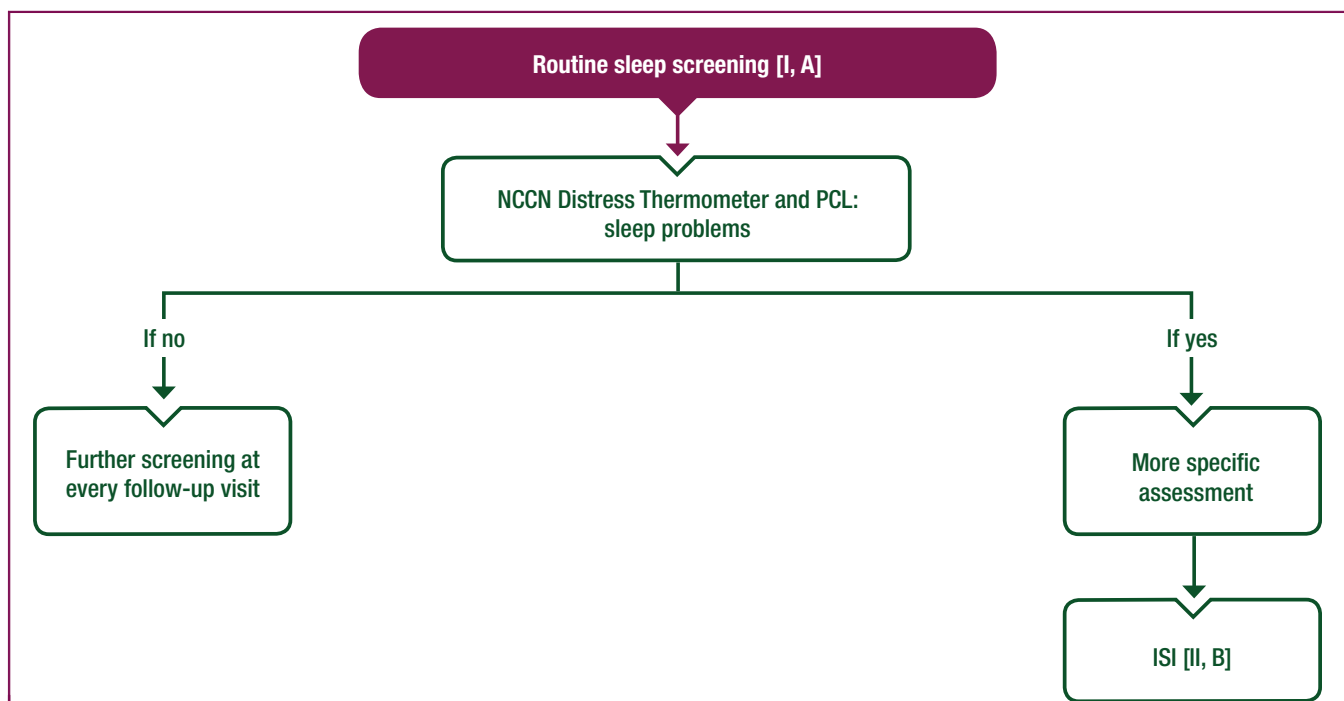 Routine sleep screening [I, A]
NCCN Distress Thermometer and PCL:
sleep problems
If no
If yes
Further screening at
every follow-up visit
More specific
assessment
ISI [II, B]